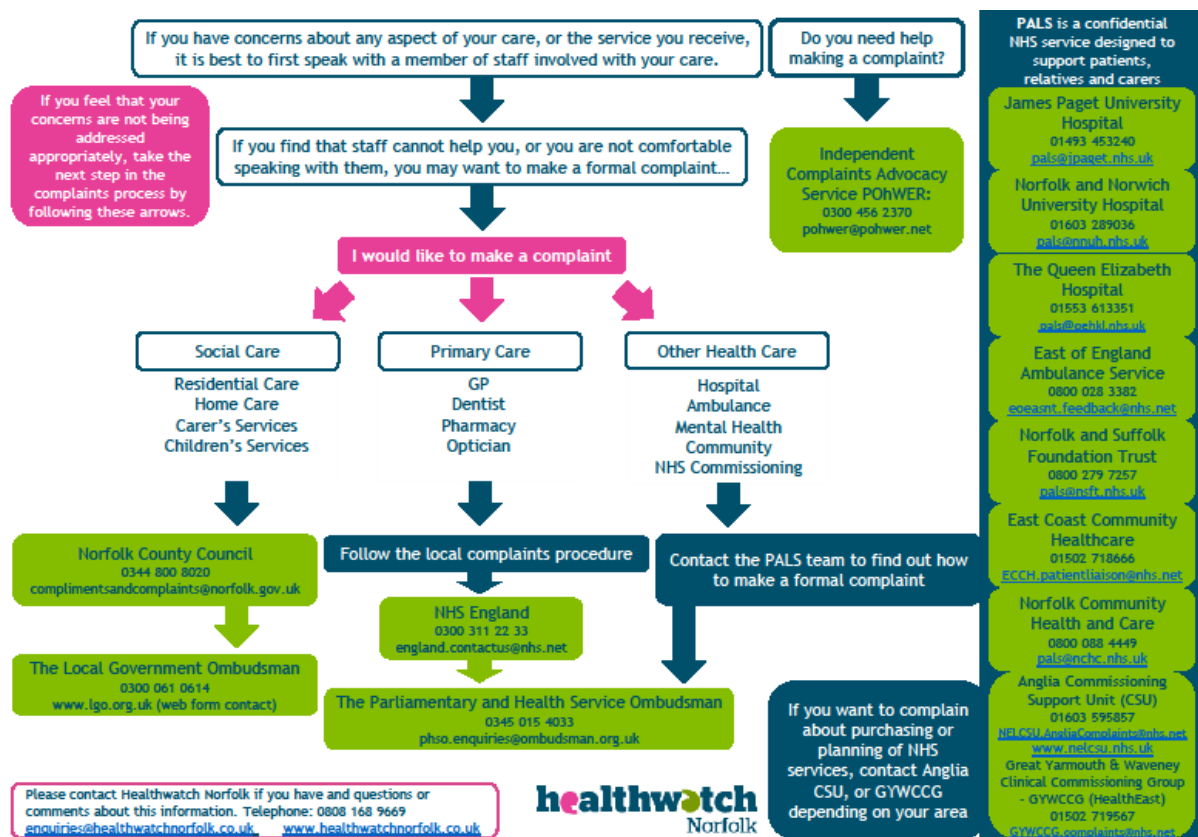 If you have concerns about any aspect of your care, or the service you receive,
it is best to first speak with a member of staff involved with your care.
Do you need help
making a complaint?
If you feel that your
concerns are not being
addressed
appropriately, take the
next step in the
complaints process by
following these arrows.
If you find that staff cannot help you, or you are not comfortable
speaking with them, you may want to make a formal complaint…
Independent
Complaints Advocacy
Service POhWER:
0300 456 2370
pohwer@pohwer.net
I would like to make a complaint
Social Care
Residential Care
Home Care
Carer's Services
Children's Services
Primary Care
GP
Dentist
Pharmacy
Optician
Other Health Care
Hospital
Ambulance
Mental Health
Community
NHS Commissioning
Norfolk County Council
0344 800 8020
complimentsandcomplaints@norfolk.gov.uk
Follow the local complaints procedure
Contact the PALS team to find out how
to make a formal complaint
NHS England
0300 311 22 33
england.contactus@nhs.net
The Local Government Ombudsman
0300 061 0614
www.lgo.org.uk (web form contact)
The Parliamentary and Health Service Ombudsman
0345 015 4033
phso.enquiries@ombudsman.org.uk
If you want to complain
about purchasing or
planning of NHS
services, contact Anglia
CSU, or GYWCCG
depending on your area
Please contact Healthwatch Norfolk if you have and questions or
comments about this information. Telephone: 0808 168 9669
enquiries@healthwatchnorfolk.co.uk www.healthwatchnorfolk.co.uk
healthwatch
Norfolk
PALS is a confidential
NHS service designed to
support patients,
relatives and carers
James Paget University
Hospital
01493 453240
pals@jpaget.nhs.uk
Norfolk and Norwich
University Hospital
01603 289036
pals@nnuh.nhs.uk
The Queen Elizabeth
Hospital
01553 613351
pals@qehkl.nhs.uk
East of England
Ambulance Service
0800 028 3382
eoeasnt.feedback@nhs.net
Norfolk and Suffolk
Foundation Trust
0800 279 7257
pals@nsft.nhs.uk
East Coast Community
Healthcare
01502 718666
ECCH.patientliaison@nhs.net
Norfolk Community
Health and Care
0800 088 4449
pals@nchc.nhs.uk
Anglia Commissioning
Support Unit (CSU)
01603 595857
NELCSU.AngliaComplaints@nhs.net
www.nelcsu.nhs.uk
Great Yarmouth & Waveney
Clinical Commissioning Group
- GYWCCG (HealthEast)
01502 719567
GYWCCG.complaints@nhs.net